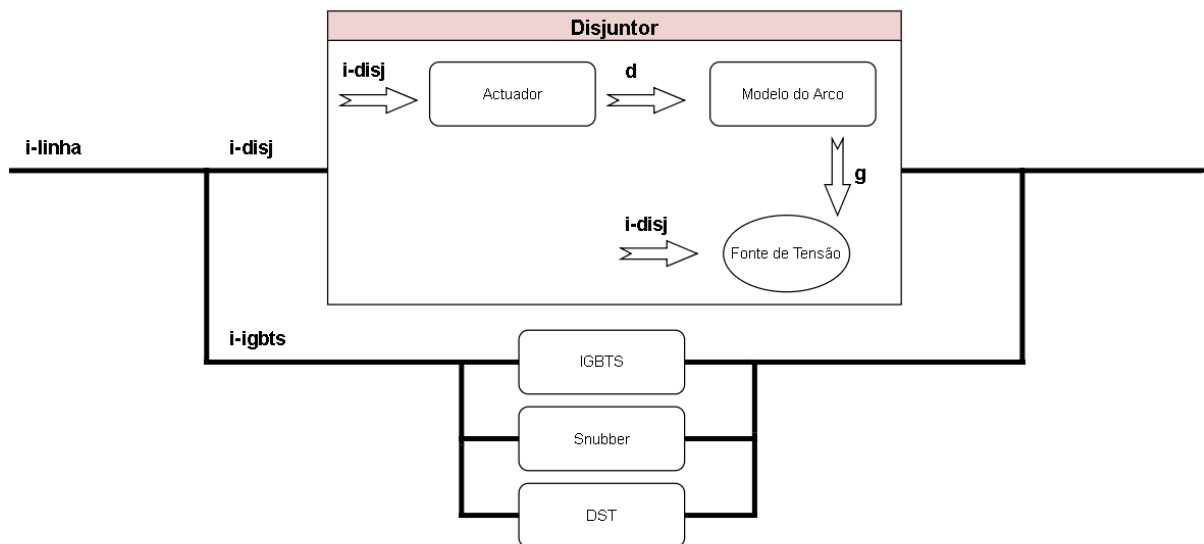 Disjuntor
i-disj
Actuador
d
Modelo do Arco
i-linha
i-disj
g
i-disj
Fonte de Tensão
i-igbts
IGBTS
Snubber
DST